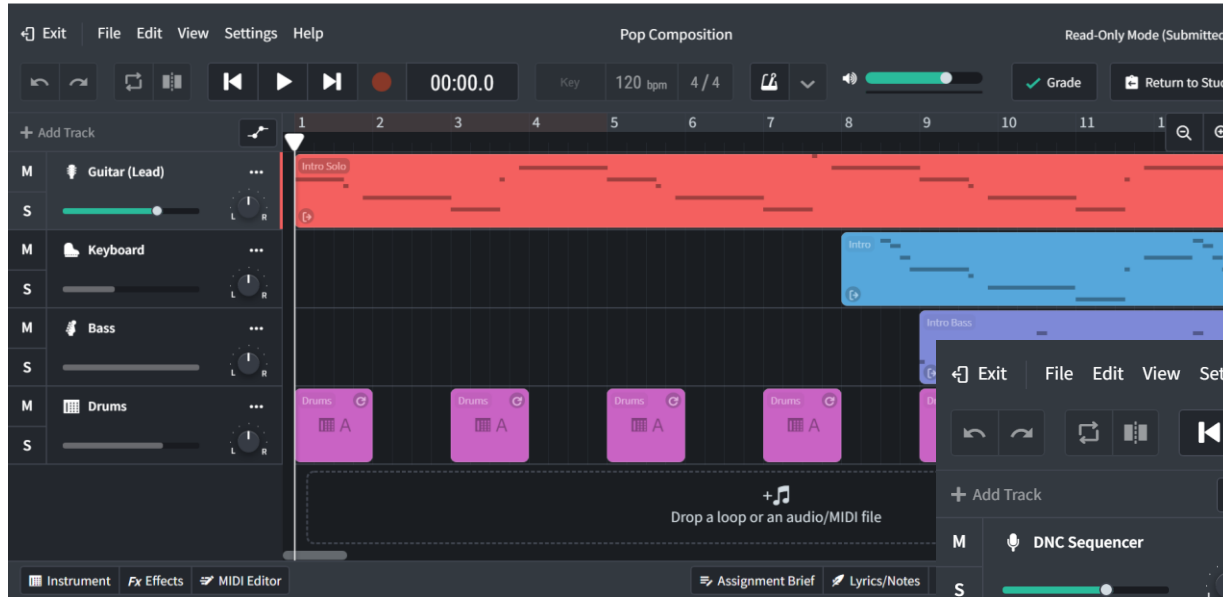 Exit File Edit View Settings Help Pop Composition Read-Only Mode (Submitted
00:00.0 Key 120 bpm 4 / 4 Grade Return to Stud
Add Track 1 2 3 4 5 6 7 8 9 10 11 1
M Guitar (Lead) ... Intro Solo
S L R
M Keyboard ... Intro
S L R
M Bass ... Intro Bass
S L R
M Drums ... Drums Drums Drums Drums
A A A A
S L R
Drop a loop or an audio/MIDI file
Instrument Fx Effects MIDI Editor Assignment Brief Lyrics/Notes
Exit File Edit View Set
Add Track
M DNC Sequencer
S